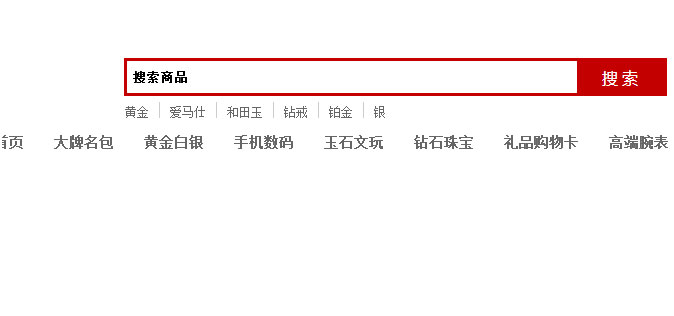 搜索商品 搜索
黄金 爱马仕 和田玉 钻戒 铂金 银
首页 大牌名包 黄金白银 手机数码 玉石文玩 钻石珠宝 礼品购物卡 高端腕表